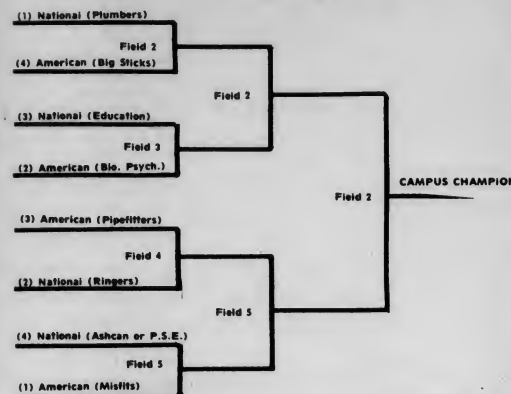 (1) National (Plumbers)
Field 2
(4) American (Big Sticks)
Field 2
(3) National (Education)
Field 3
(2) American (Bio. Psych.)
Field 2
CAMPUS CHAMPION
(3) American (Pipefitters)
Field 4
(2) National (Ringers)
Field 5
(4) National (Ashcan or P.S.E.)
Field 5
(1) American (Misfits)